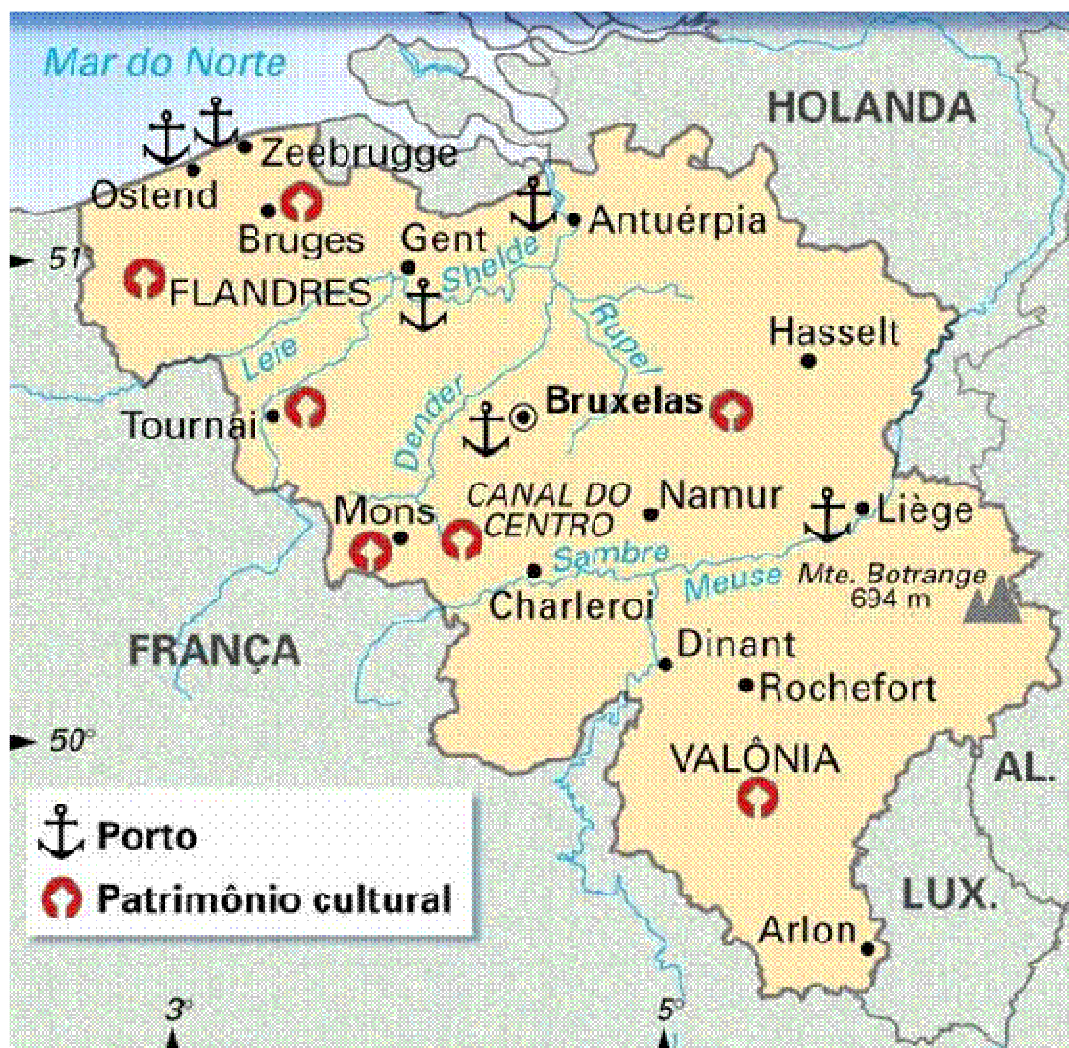 Mar do Norte
HOLANDA
Zeebrugge
Ostend
Bruges
Gent
Antuérpia
Shelde
51°
FLANDRES
Rupel
Hasselt
Leie
Dender
Bruxelas
Tournai
CANAL DO
CENTRO
Namur
Mons
Liège
Sambre
Meuse
Mte. Botrange
694 m
Charleroi
FRANÇA
Dinant
Rochefort
50°
VALÔNIA
AL.
Porto
Patrimônio cultural
LUX.
Arlon
3°
5°